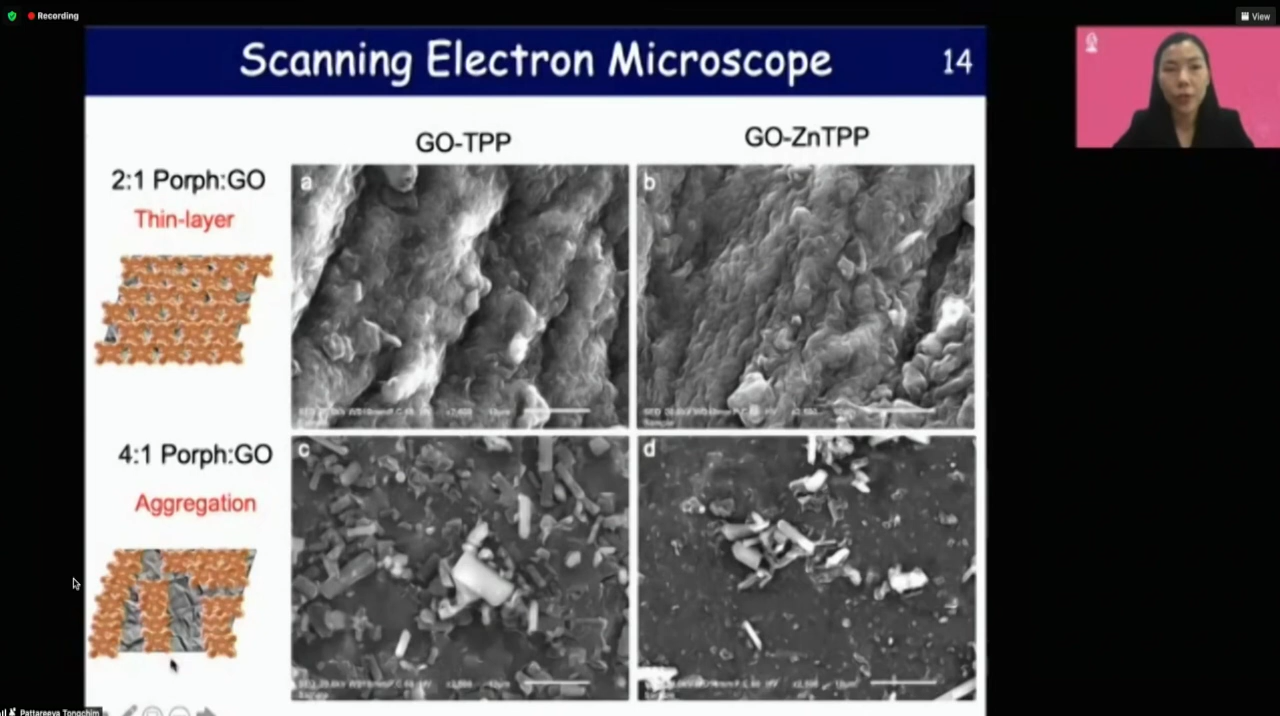 Recording
View
Scanning Electron Microscope
14
GO-TPP
GO-ZnTPP
2:1 Porph:GO
Thin-layer
a
b
4:1 Porph:GO
Aggregation
c
d
Pattareeya Tongchim